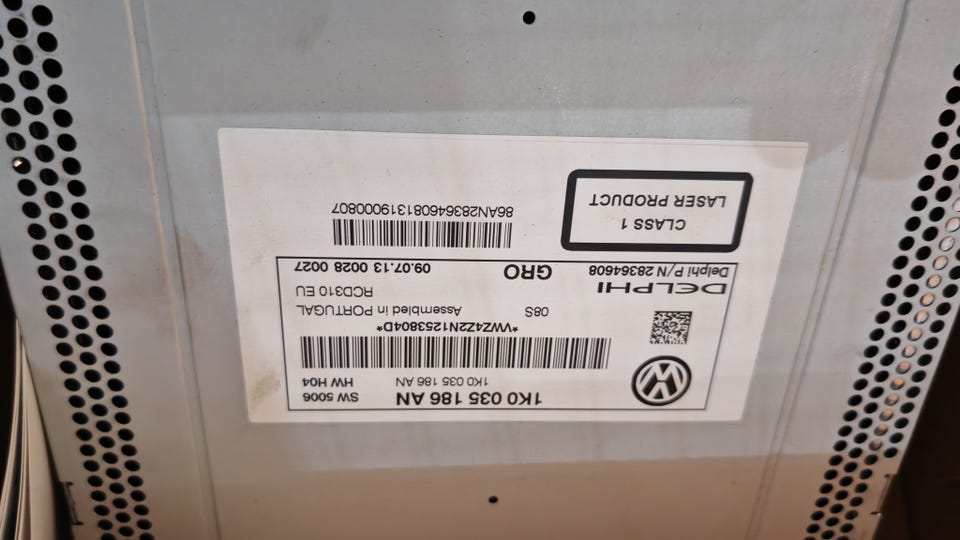 1K0 035 186 AN SW 5006
1K0 035 186 AN HW H04
*VWZ4Z2N1253804D*
08S Assembled in PORTUGAL
DELPHI RCD310 EU
Delphi P/N 28364608 GRO 09.07.13 0028 0027
86AN283646081319000807
CLASS 1
LASER PRODUCT